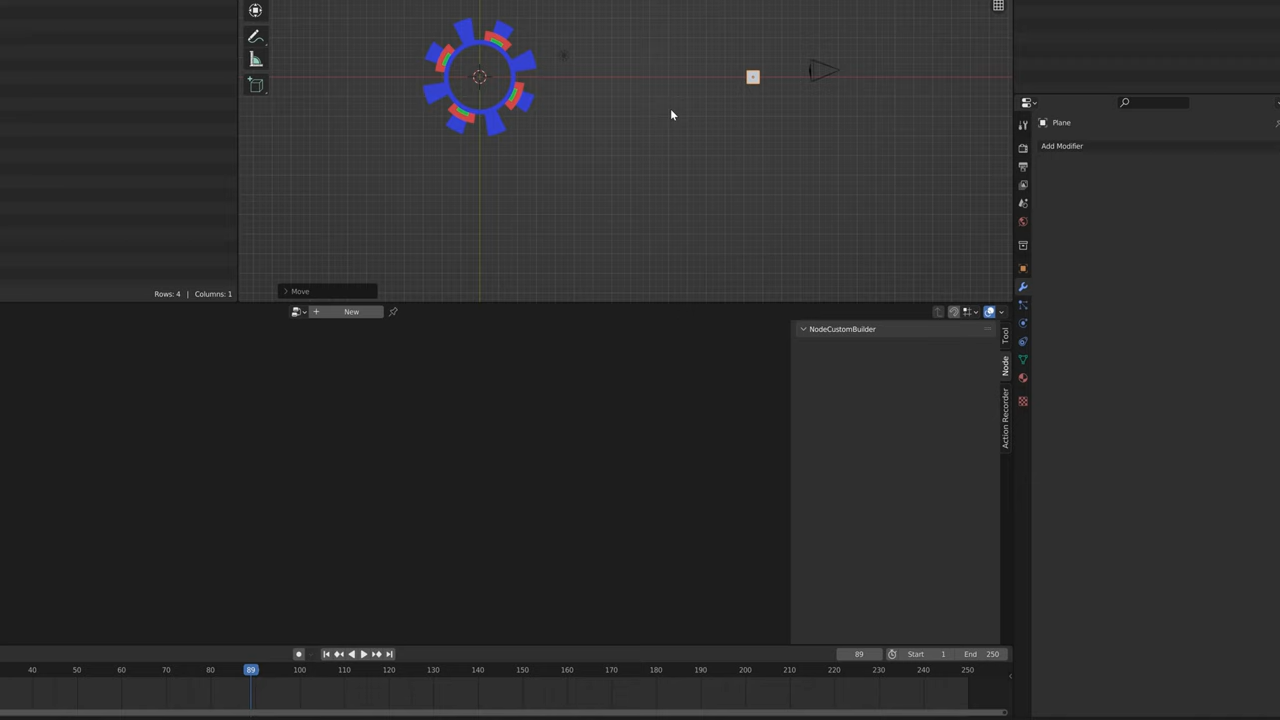 Plane
Add Modifier
Move
Rows: 4 | Columns: 1
New
NodeCustomBuilder
Tool
Node
Action Recorder
89
Start 1
End 250
40 50 60 70 80 89 100 110 120 130 140 150 160 170 180 190 200 210 220 230 240 250